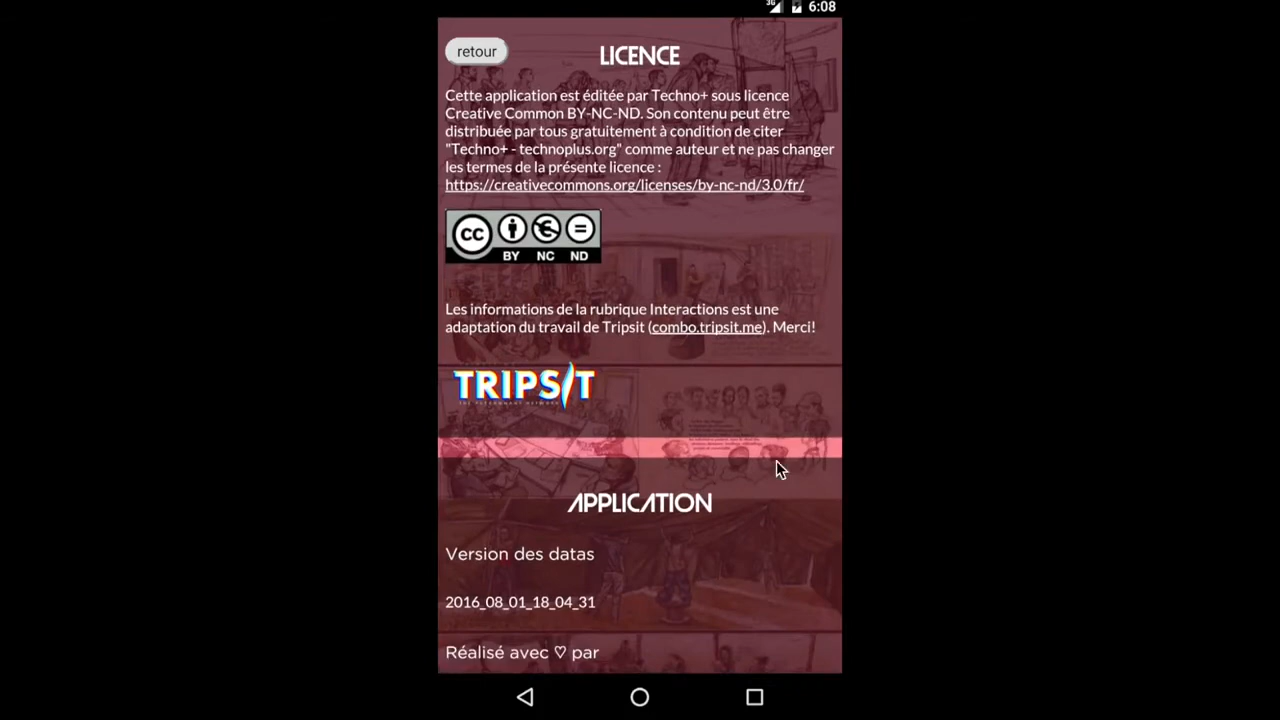 3G 6:08
retour
LICENCE
Cette application est éditée par Techno+ sous licence
Creative Common BY-NC-ND. Son contenu peut être
distribuée par tous gratuitement à condition de citer
"Techno+ - technoplus.org" comme auteur et ne pas changer
les termes de la présente licence :
https://creativecommons.org/licenses/by-nc-nd/3.0/fr/
CC
BY NC ND
Les informations de la rubrique Interactions est une
adaptation du travail de Tripsit (combo.tripsit.me). Merci!
TRIPSIT
APPLICATION
Version des datas
2016_08_01_18_04_31
Réalisé avec ♡ par